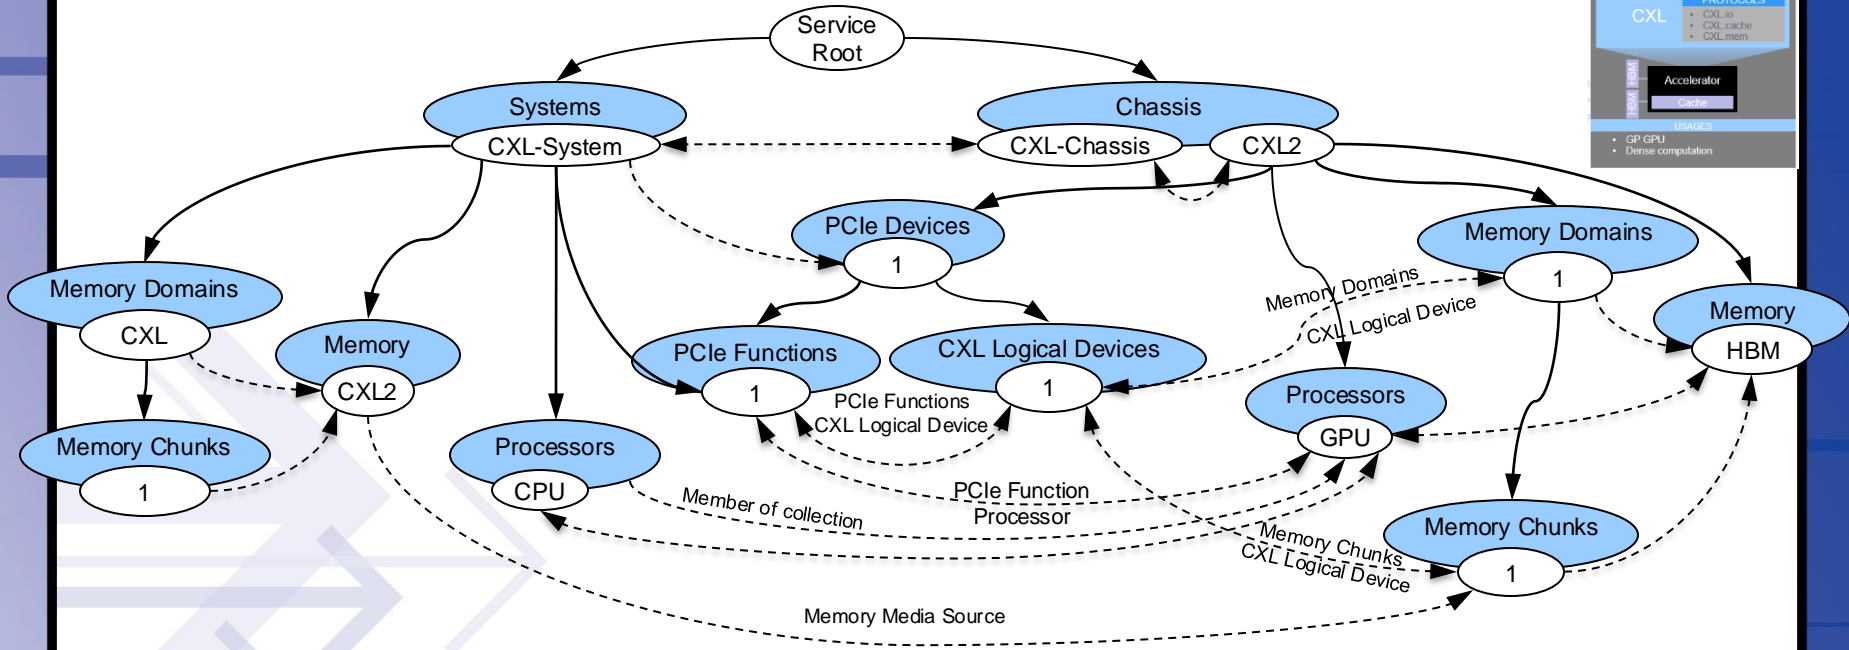 Service
Root
Systems
CXL-System
Chassis
CXL-Chassis
CXL2
PROTOCOLS
CXL
• CXL.io
• CXL.cache
• CXL.mem
HBM
HBM
Accelerator
Cache
USAGES
• GP GPU
• Dense computation
PCIe Devices
1
Memory Domains
1
Memory Domains
CXL
Memory
CXL2
PCIe Functions
1
CXL Logical Devices
1
Memory Domains
CXL Logical Device
Memory
HBM
Processors
GPU
PCIe Functions
CXL Logical Device
Memory Chunks
1
Processors
CPU
Member of collection
PCIe Function
Processor
Memory Chunks
CXL Logical Device
Memory Chunks
1
Memory Media Source